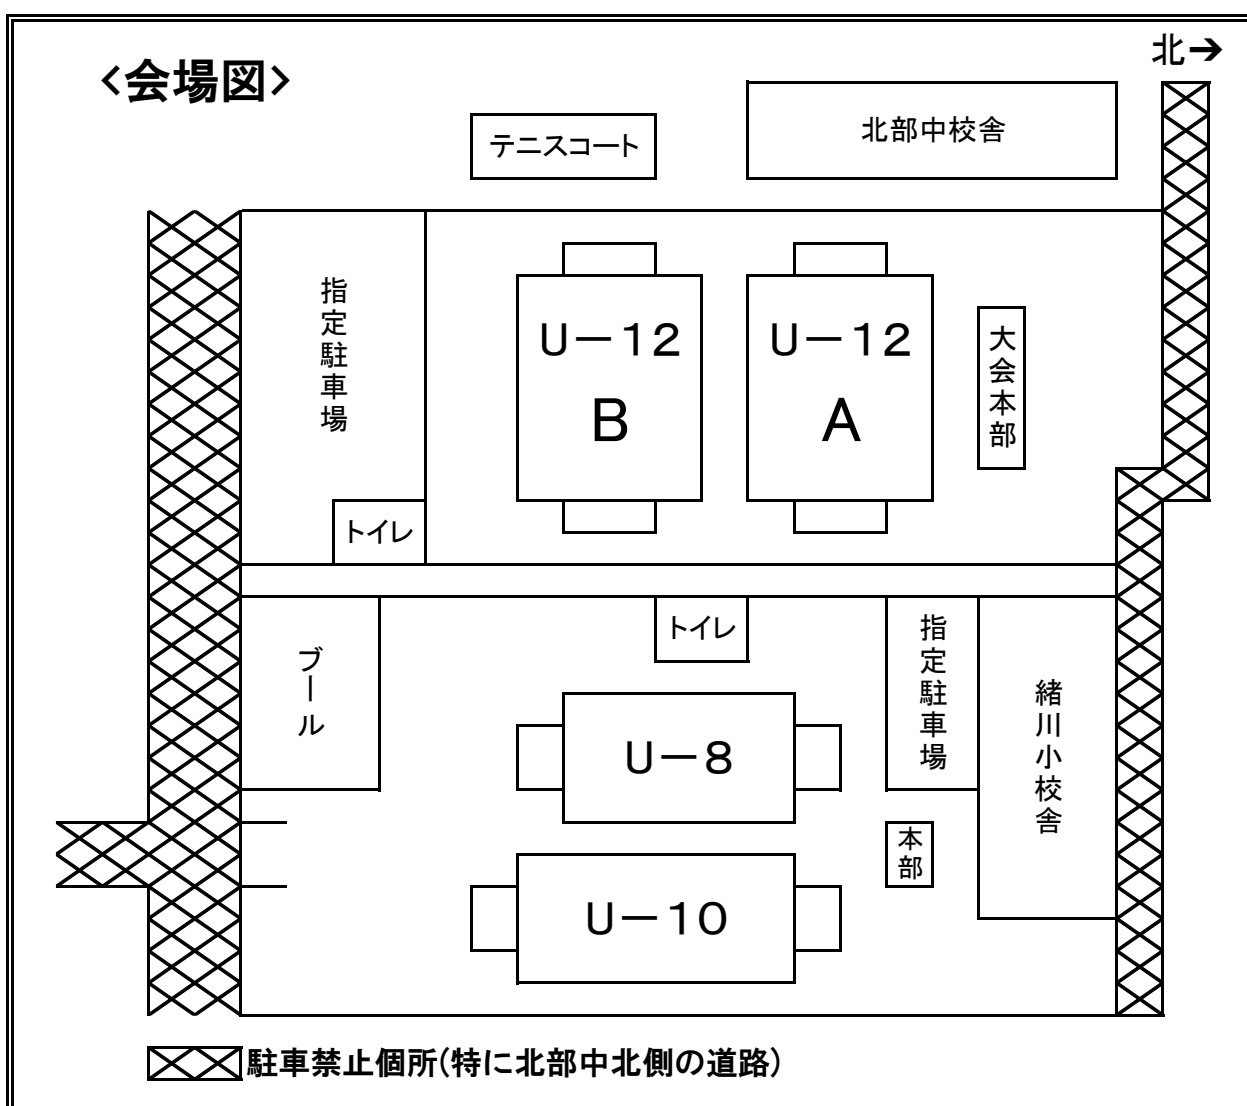 北➔
<会場図>
テニスコート
北部中校舎
指定駐車場
U－12
B
U－12
A
大会本部
トイレ
プール
トイレ
指定駐車場
緒川小校舎
U－8
本部
U－10
駐車禁止個所(特に北部中北側の道路)